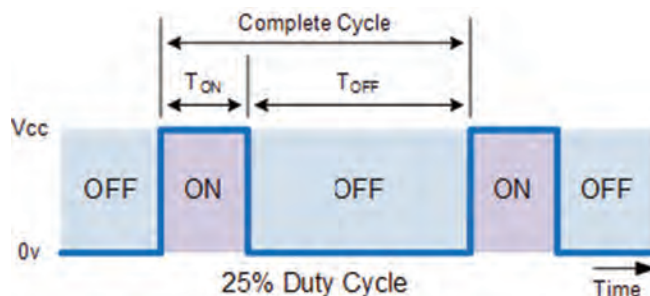 Complete Cycle
TON TOFF
Vcc
OFF ON OFF ON OFF
0v
25% Duty Cycle
Time